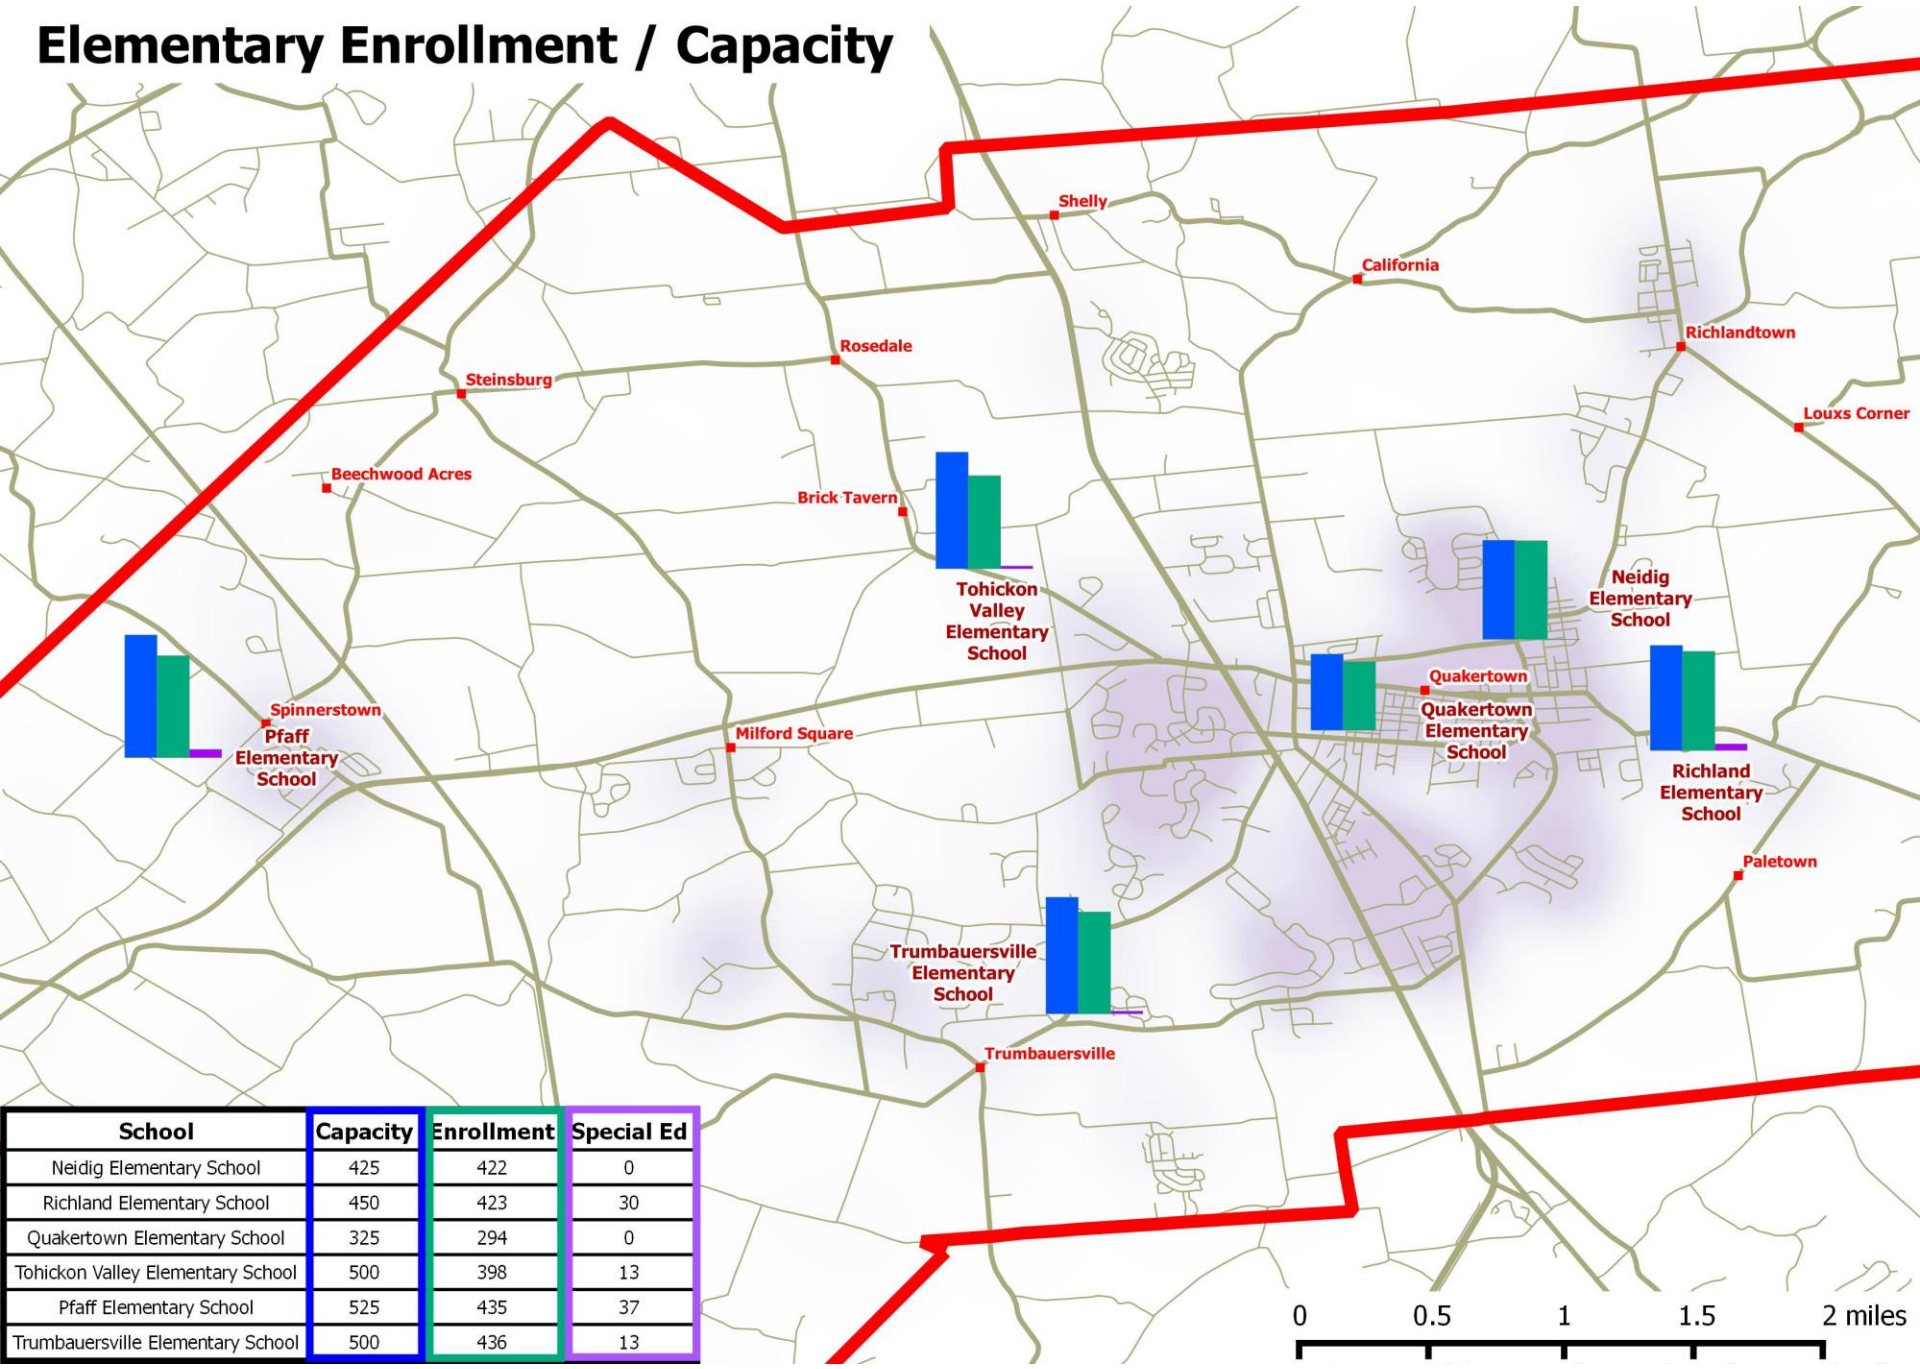 Elementary Enrollment / Capacity
Shelly
California
Richlandtown
Rosedale
Steinsburg
Louxs Corner
Beechwood Acres
Brick Tavern
Tohickon
Valley
Elementary
School
Neidig
Elementary
School
Quakertown
Quakertown
Elementary
School
Spinnerstown
Pfaff
Elementary
School
Milford Square
Richland
Elementary
School
Paletown
Trumbauersville
Elementary
School
Trumbauersville
School Capacity Enrollment Special Ed
Neidig Elementary School 425 422 0
Richland Elementary School 450 423 30
Quakertown Elementary School 325 294 0
Tohickon Valley Elementary School 500 398 13
Pfaff Elementary School 525 435 37
Trumbauersville Elementary School 500 436 13
0 0.5 1 1.5 2 miles